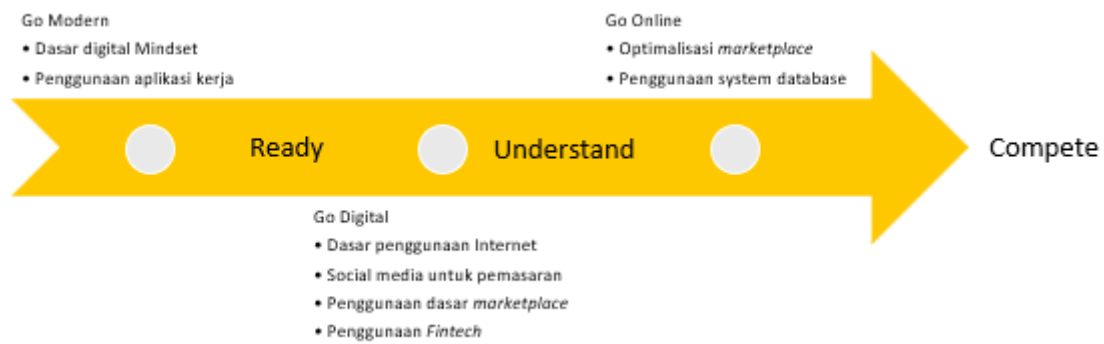 Go Modern
• Dasar digital Mindset
• Penggunaan aplikasi kerja
Go Online
• Optimalisasi marketplace
• Penggunaan system database
Ready
Understand
Compete
Go Digital
• Dasar penggunaan Internet
• Social media untuk pemasaran
• Penggunaan dasar marketplace
• Penggunaan Fintech